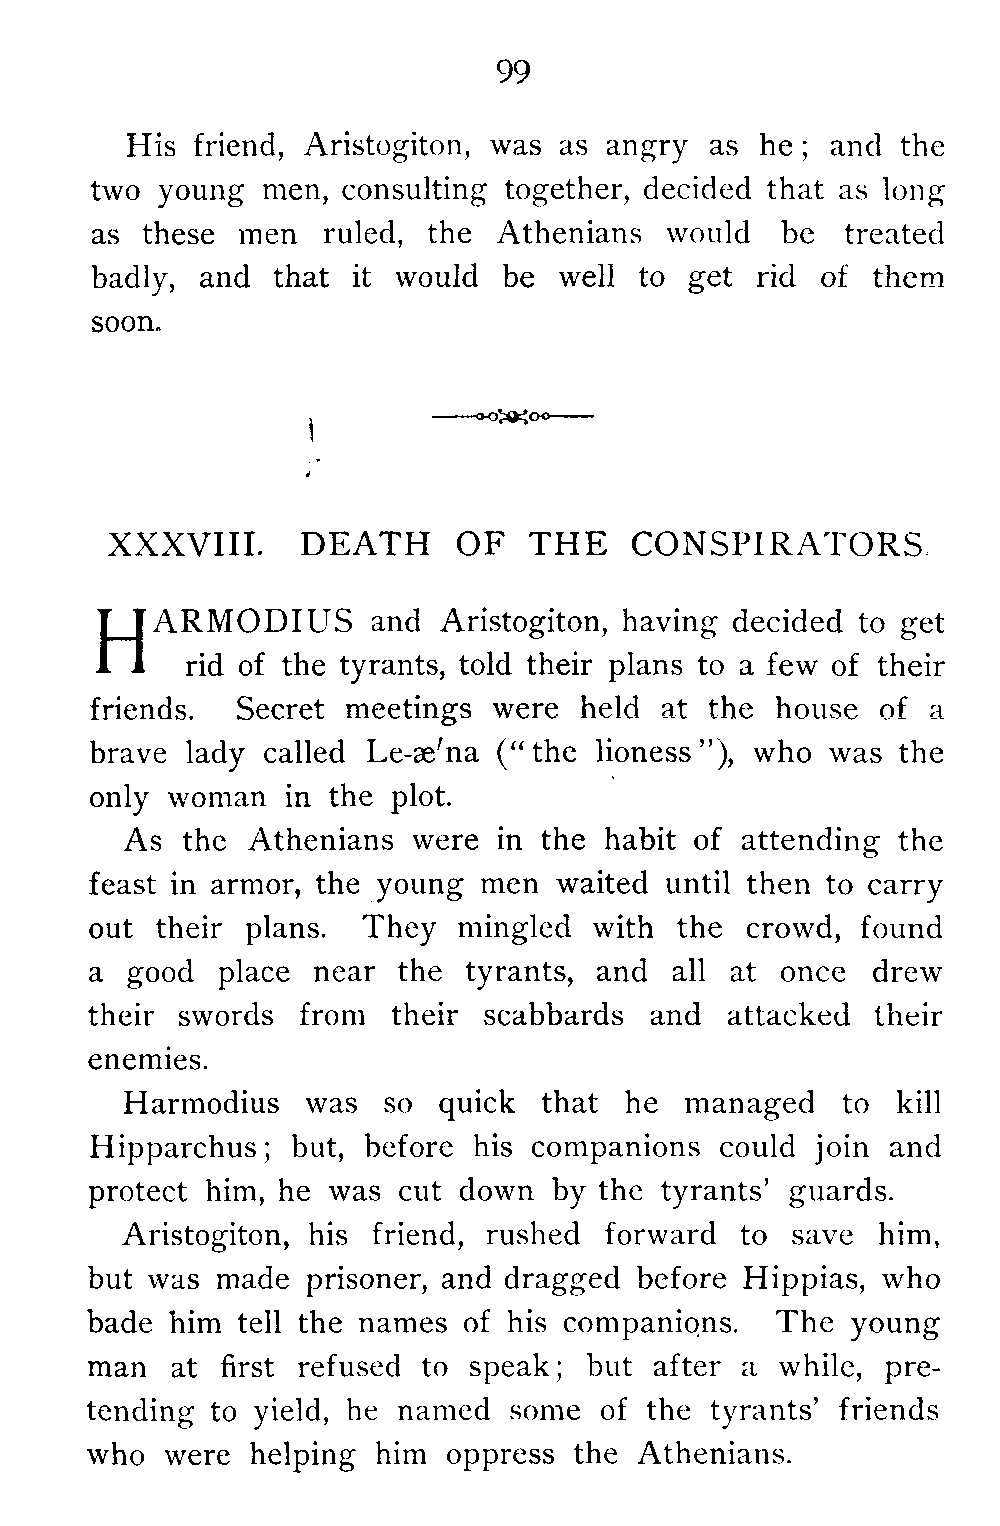 99
His friend, Aristogiton, was as angry as he; and the
two young men, consulting together, decided that as long
as these men ruled, the Athenians would be treated
badly, and that it would be well to get rid of them
soon.
XXXVIII. DEATH OF THE CONSPIRATORS.
HARMODIUS and Aristogiton, having decided to get
rid of the tyrants, told their plans to a few of their
friends. Secret meetings were held at the house of a
brave lady called Le-æ′na (“the lioness”), who was the
only woman in the plot.
As the Athenians were in the habit of attending the
feast in armor, the young men waited until then to carry
out their plans. They mingled with the crowd, found
a good place near the tyrants, and all at once drew
their swords from their scabbards and attacked their
enemies.
Harmodius was so quick that he managed to kill
Hipparchus; but, before his companions could join and
protect him, he was cut down by the tyrants’ guards.
Aristogiton, his friend, rushed forward to save him,
but was made prisoner, and dragged before Hippias, who
bade him tell the names of his companions. The young
man at first refused to speak; but after a while, pre-
tending to yield, he named some of the tyrants’ friends
who were helping him oppress the Athenians.